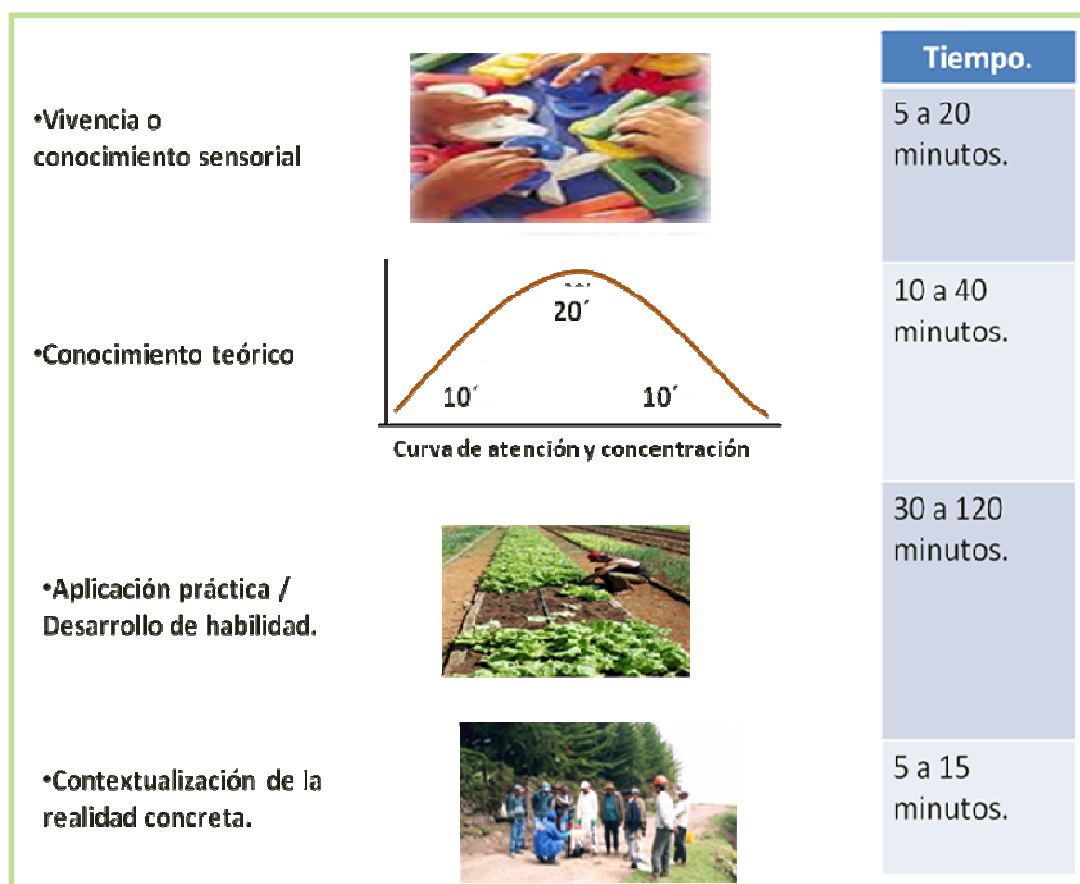 Tiempo.
•Vivencia o
conocimiento sensorial
5 a 20
minutos.
•Conocimiento teórico
20´
10´ 10´
Curva de atención y concentración
10 a 40
minutos.
•Aplicación práctica /
Desarrollo de habilidad.
30 a 120
minutos.
•Contextualización de la
realidad concreta.
5 a 15
minutos.